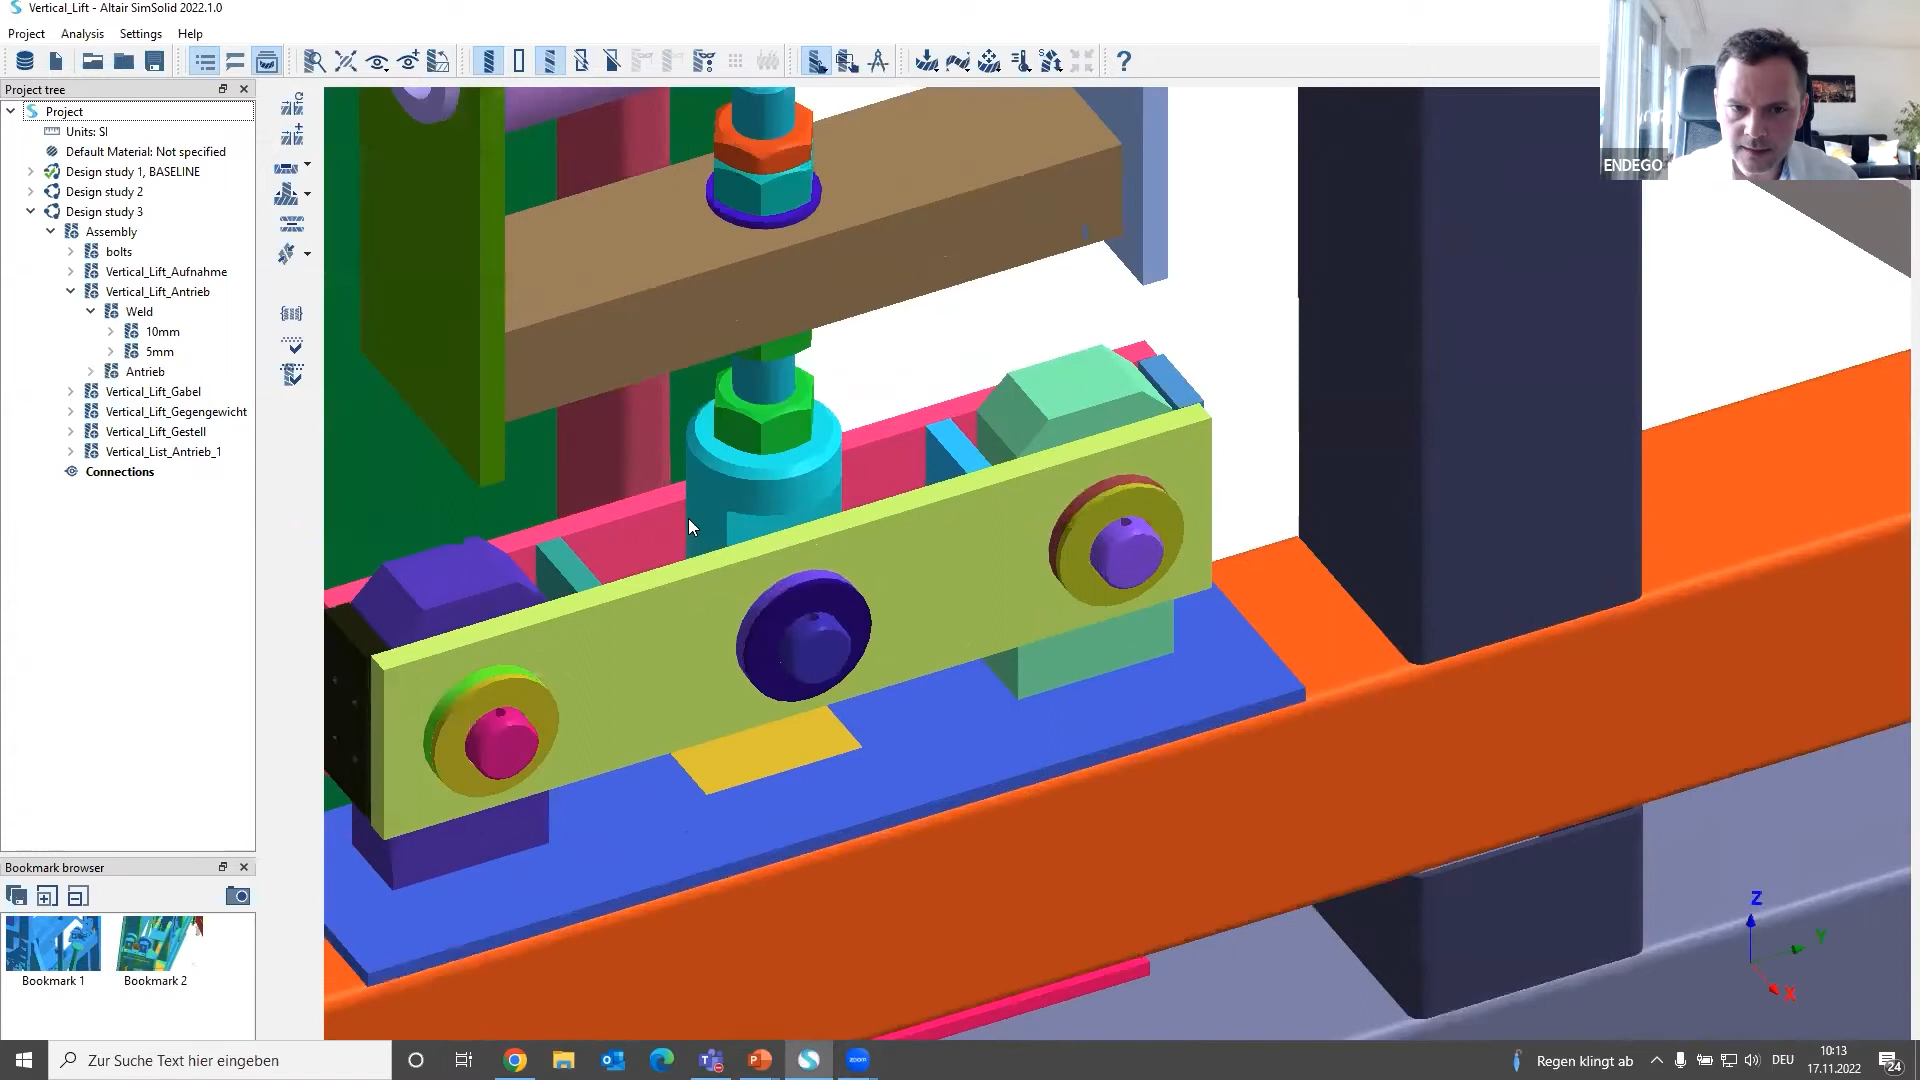 Vertical_Lift - Altair SimSolid 2022.1.0
Project Analysis Settings Help
Project tree
Project
Units: SI
Default Material: Not specified
Design study 1, BASELINE
Design study 2
Design study 3
Assembly
bolts
Vertical_Lift_Aufnahme
Vertical_Lift_Antrieb
Weld
10mm
5mm
Antrieb
Vertical_Lift_Gabel
Vertical_Lift_Gegengewicht
Vertical_Lift_Gestell
Vertical_List_Antrieb_1
Connections
Bookmark browser
Bookmark 1 Bookmark 2
ENDEGO
Z
Y
X
Zur Suche Text hier eingeben
zoom
Regen klingt ab
DEU
10:13
17.11.2022
24